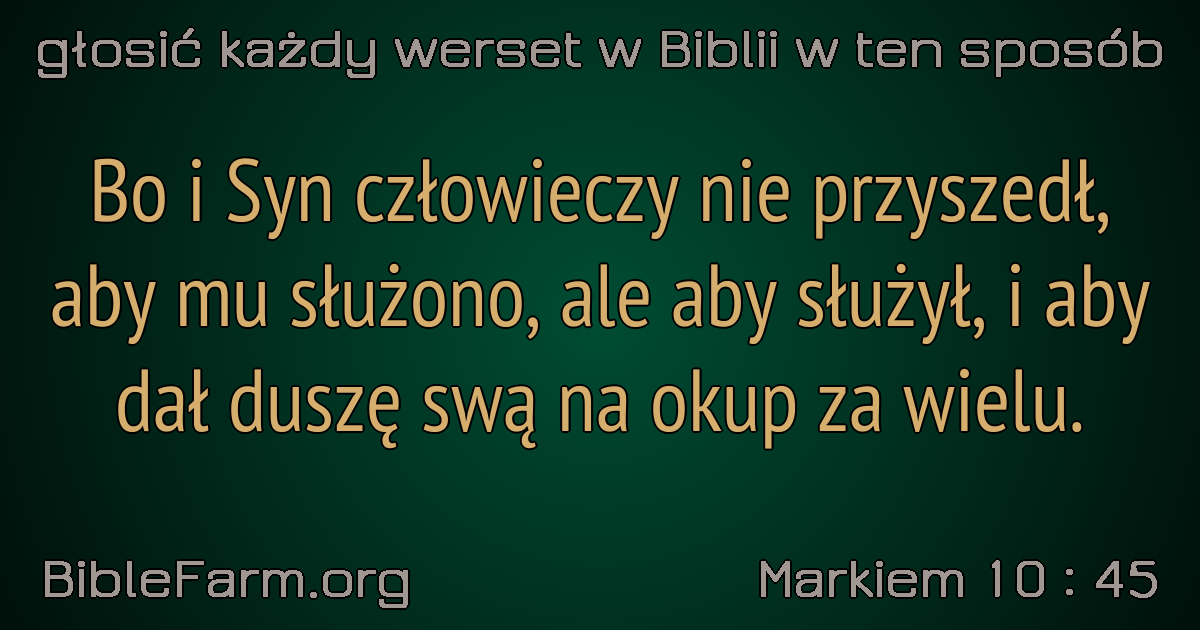 głosić każdy werset w Biblii w ten sposób
Bo i Syn człowieczy nie przyszedł,
aby mu służono, ale aby służył, i aby
dał duszę swą na okup za wielu.
BibleFarm.org
Markiem 10 : 45